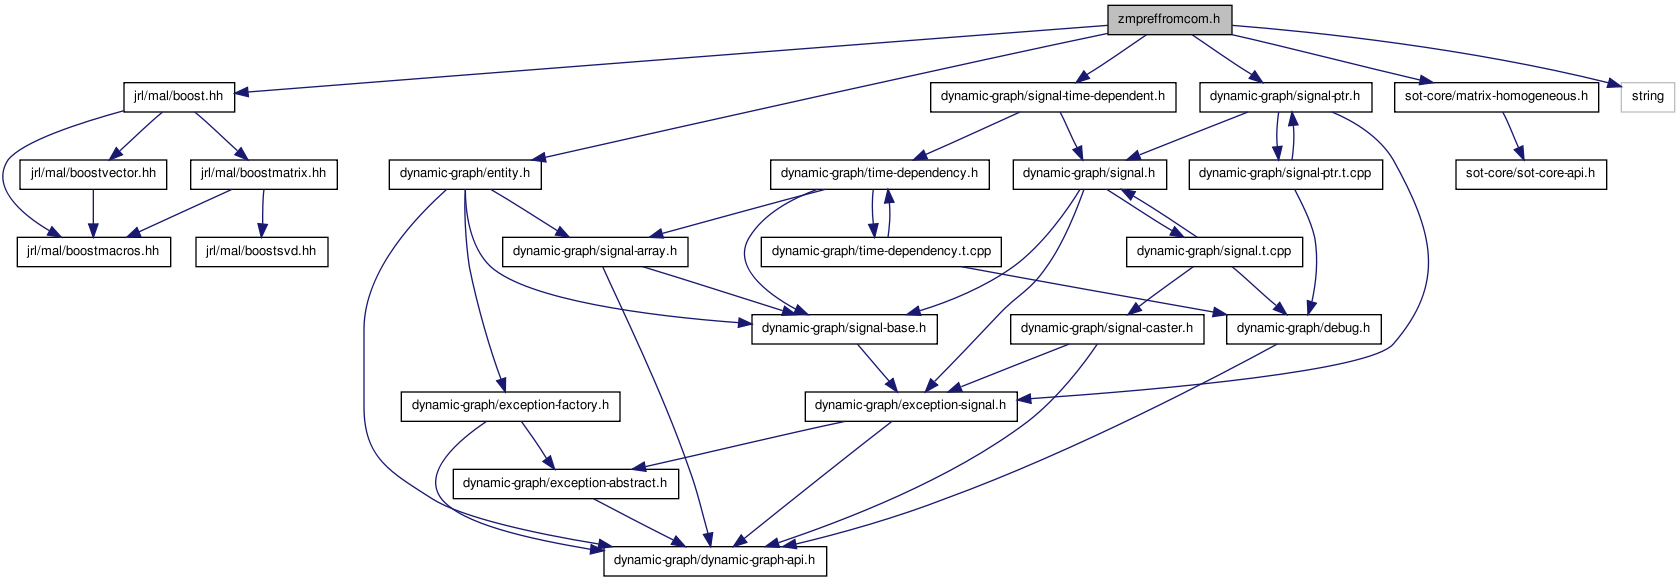 zmpreffromcom.h
jrl/mal/boost.hh
dynamic-graph/signal-time-dependent.h
dynamic-graph/signal-ptr.h
sot-core/matrix-homogeneous.h
string
jrl/mal/boostvector.hh
jrl/mal/boostmatrix.hh
dynamic-graph/entity.h
dynamic-graph/time-dependency.h
dynamic-graph/signal.h
dynamic-graph/signal-ptr.t.cpp
sot-core/sot-core-api.h
jrl/mal/boostmacros.hh
jrl/mal/boostsvd.hh
dynamic-graph/signal-array.h
dynamic-graph/time-dependency.t.cpp
dynamic-graph/signal.t.cpp
dynamic-graph/signal-base.h
dynamic-graph/signal-caster.h
dynamic-graph/debug.h
dynamic-graph/exception-factory.h
dynamic-graph/exception-signal.h
dynamic-graph/exception-abstract.h
dynamic-graph/dynamic-graph-api.h